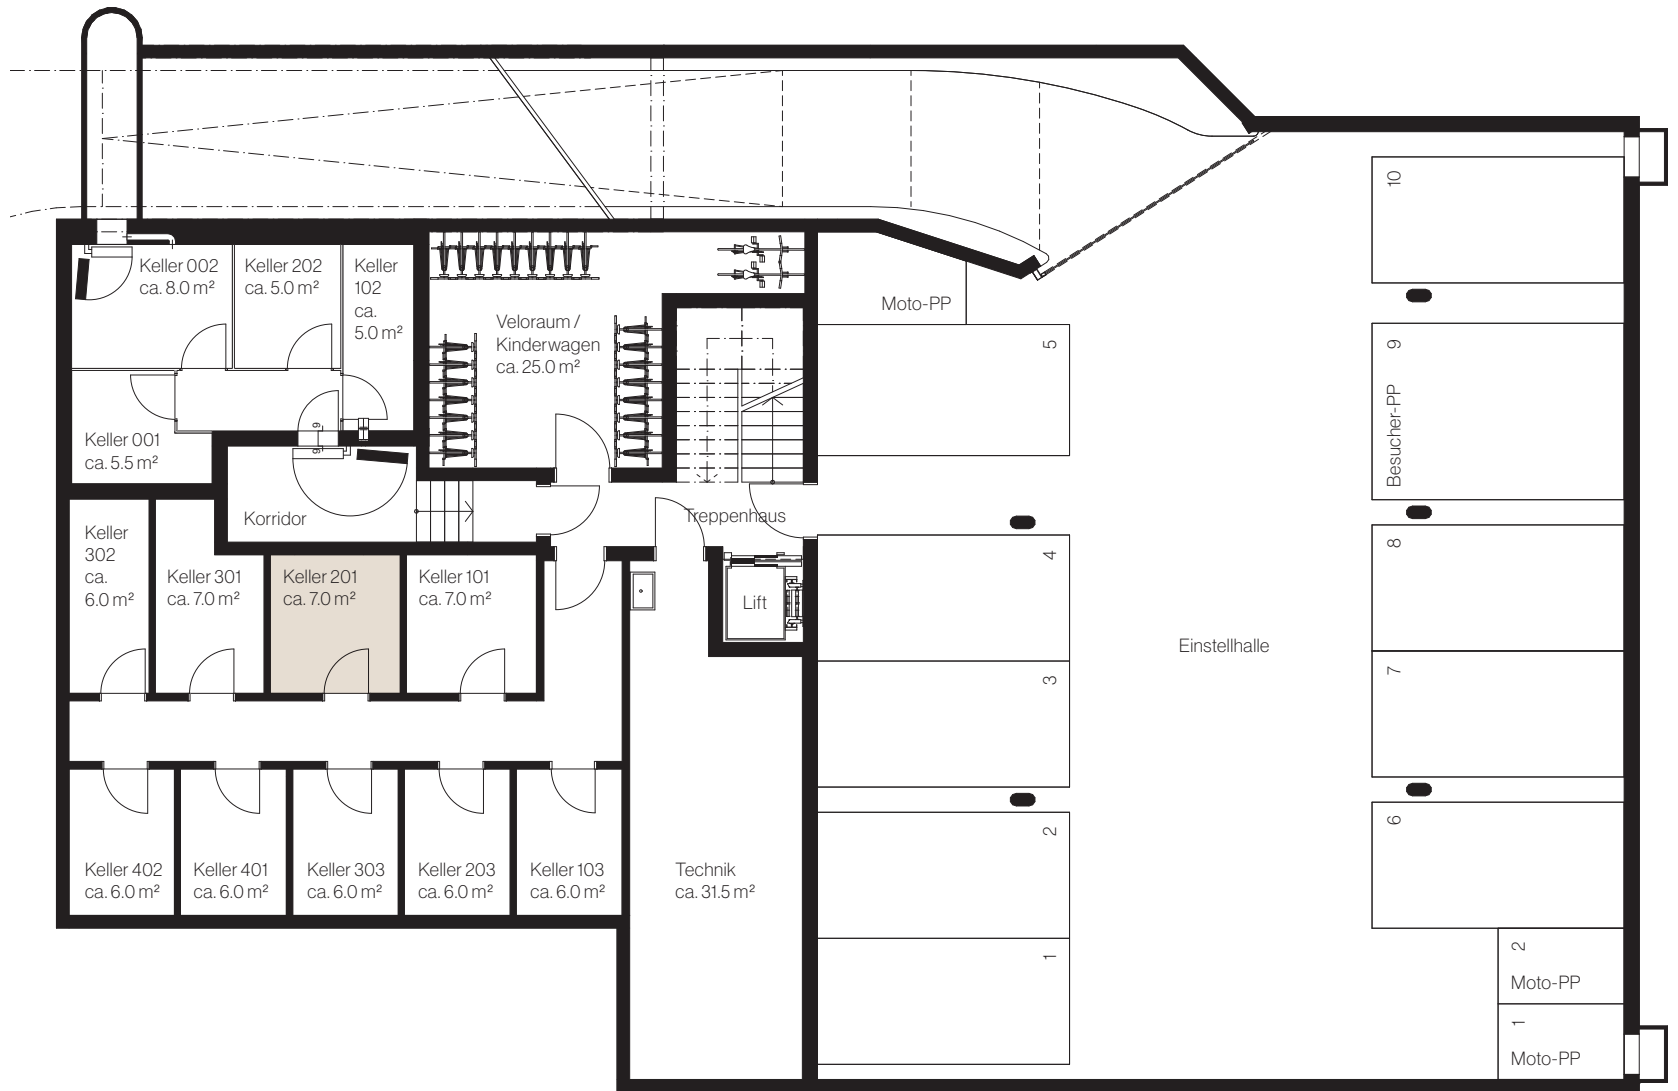 Keller 002
ca. 8.0 m²
Keller 202
ca. 5.0 m²
Keller
102
ca.
5.0 m²
Keller 001
ca. 5.5 m²
Veloraum /
Kinderwagen
ca. 25.0 m²
Moto-PP
5
10
9
Besucher-PP
Korridor
9
9
Treppenhaus
Keller
302
ca.
6.0 m²
Keller 301
ca. 7.0 m²
Keller 201
ca. 7.0 m²
Keller 101
ca. 7.0 m²
Lift
4
8
Einstellhalle
3
7
Keller 402
ca. 6.0 m²
Keller 401
ca. 6.0 m²
Keller 303
ca. 6.0 m²
Keller 203
ca. 6.0 m²
Keller 103
ca. 6.0 m²
Technik
ca. 31.5 m²
2
6
1
2
Moto-PP
1
Moto-PP